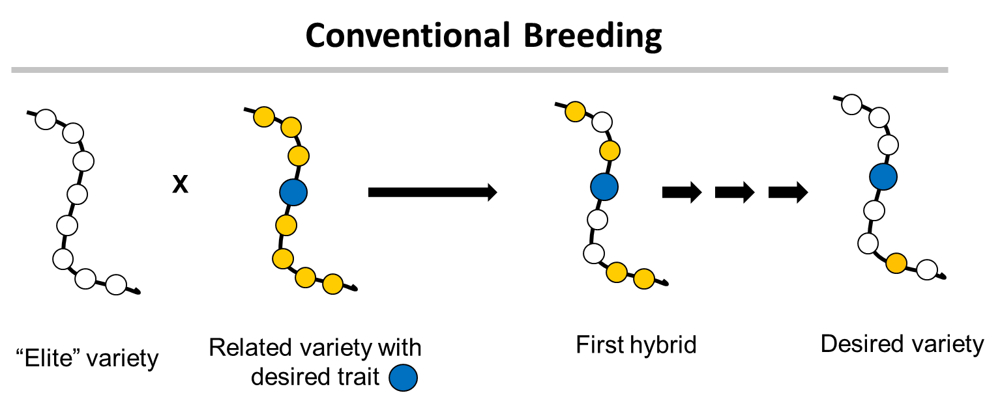 Conventional Breeding
X
“Elite” variety
Related variety with
desired trait
First hybrid
Desired variety